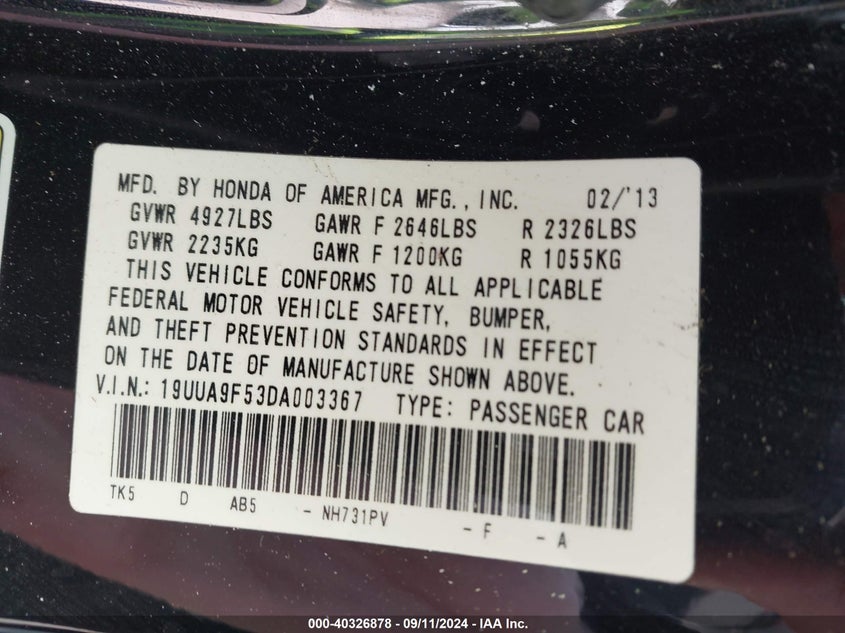 MFD. BY HONDA OF AMERICA MFG., INC. 02/'13
GVWR 4927LBS GAWR F 2646LBS R 2326LBS
GVWR 2235KG GAWR F 1200KG R 1055KG
THIS VEHICLE CONFORMS TO ALL APPLICABLE
FEDERAL MOTOR VEHICLE SAFETY, BUMPER,
AND THEFT PREVENTION STANDARDS IN EFFECT
ON THE DATE OF MANUFACTURE SHOWN ABOVE.
V.I.N.: 19UUA9F53DA003367 TYPE: PASSENGER CAR
TK5 D AB5 - NH731PV - F - A
000-40326878 - 09/11/2024 - IAA Inc.